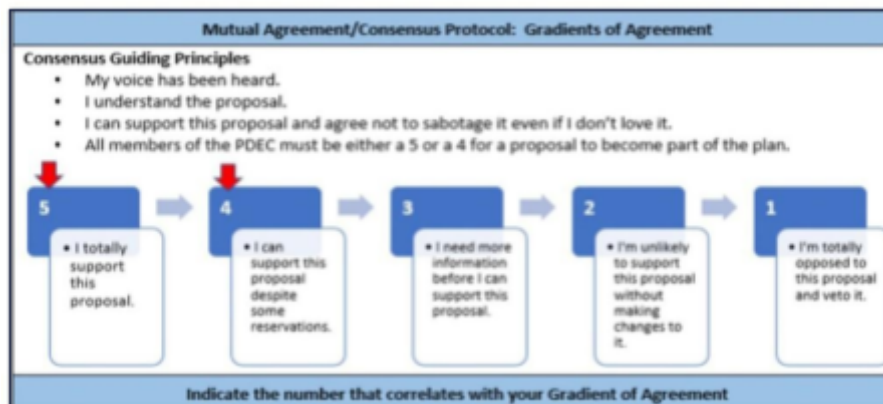 Mutual Agreement/Consensus Protocol: Gradients of Agreement
Consensus Guiding Principles
• My voice has been heard.
• I understand the proposal.
• I can support this proposal and agree not to sabotage it even if I don't love it.
• All members of the PDEC must be either a 5 or a 4 for a proposal to become part of the plan.
5
• I totally
support
this
proposal.
4
• I can
support this
proposal
despite
some
reservations.
3
• I need more
information
before I can
support this
proposal.
2
• I'm unlikely
to support
this proposal
without
making
changes to
it.
1
• I'm totally
opposed to
this proposal
and veto it.
Indicate the number that correlates with your Gradient of Agreement